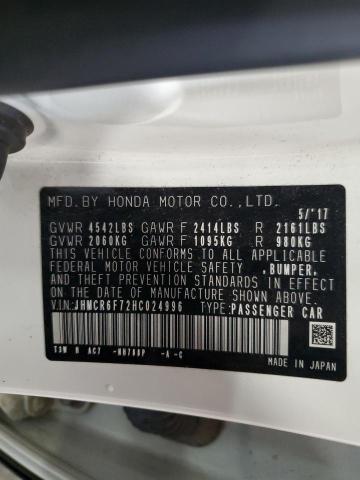 MFD.BY HONDA MOTOR CO.,LTD.
5/'17
GVWR 4542LBS GAWR F 2414LBS R 2161LBS
GVWR 2060KG GAWR F 1095KG R 980KG
THIS VEHICLE CONFORMS TO ALL APPLICABLE
FEDERAL MOTOR VEHICLE SAFETY ,BUMPER,
AND THEFT PREVENTION STANDARDS IN
EFFECT ON THE DATE OF MANUFACTURE
SHOWN ABOVE.
VIN:JHMCR6F72HC024996 TYPE:PASSENGER CAR
-A -C
MADE IN JAPAN